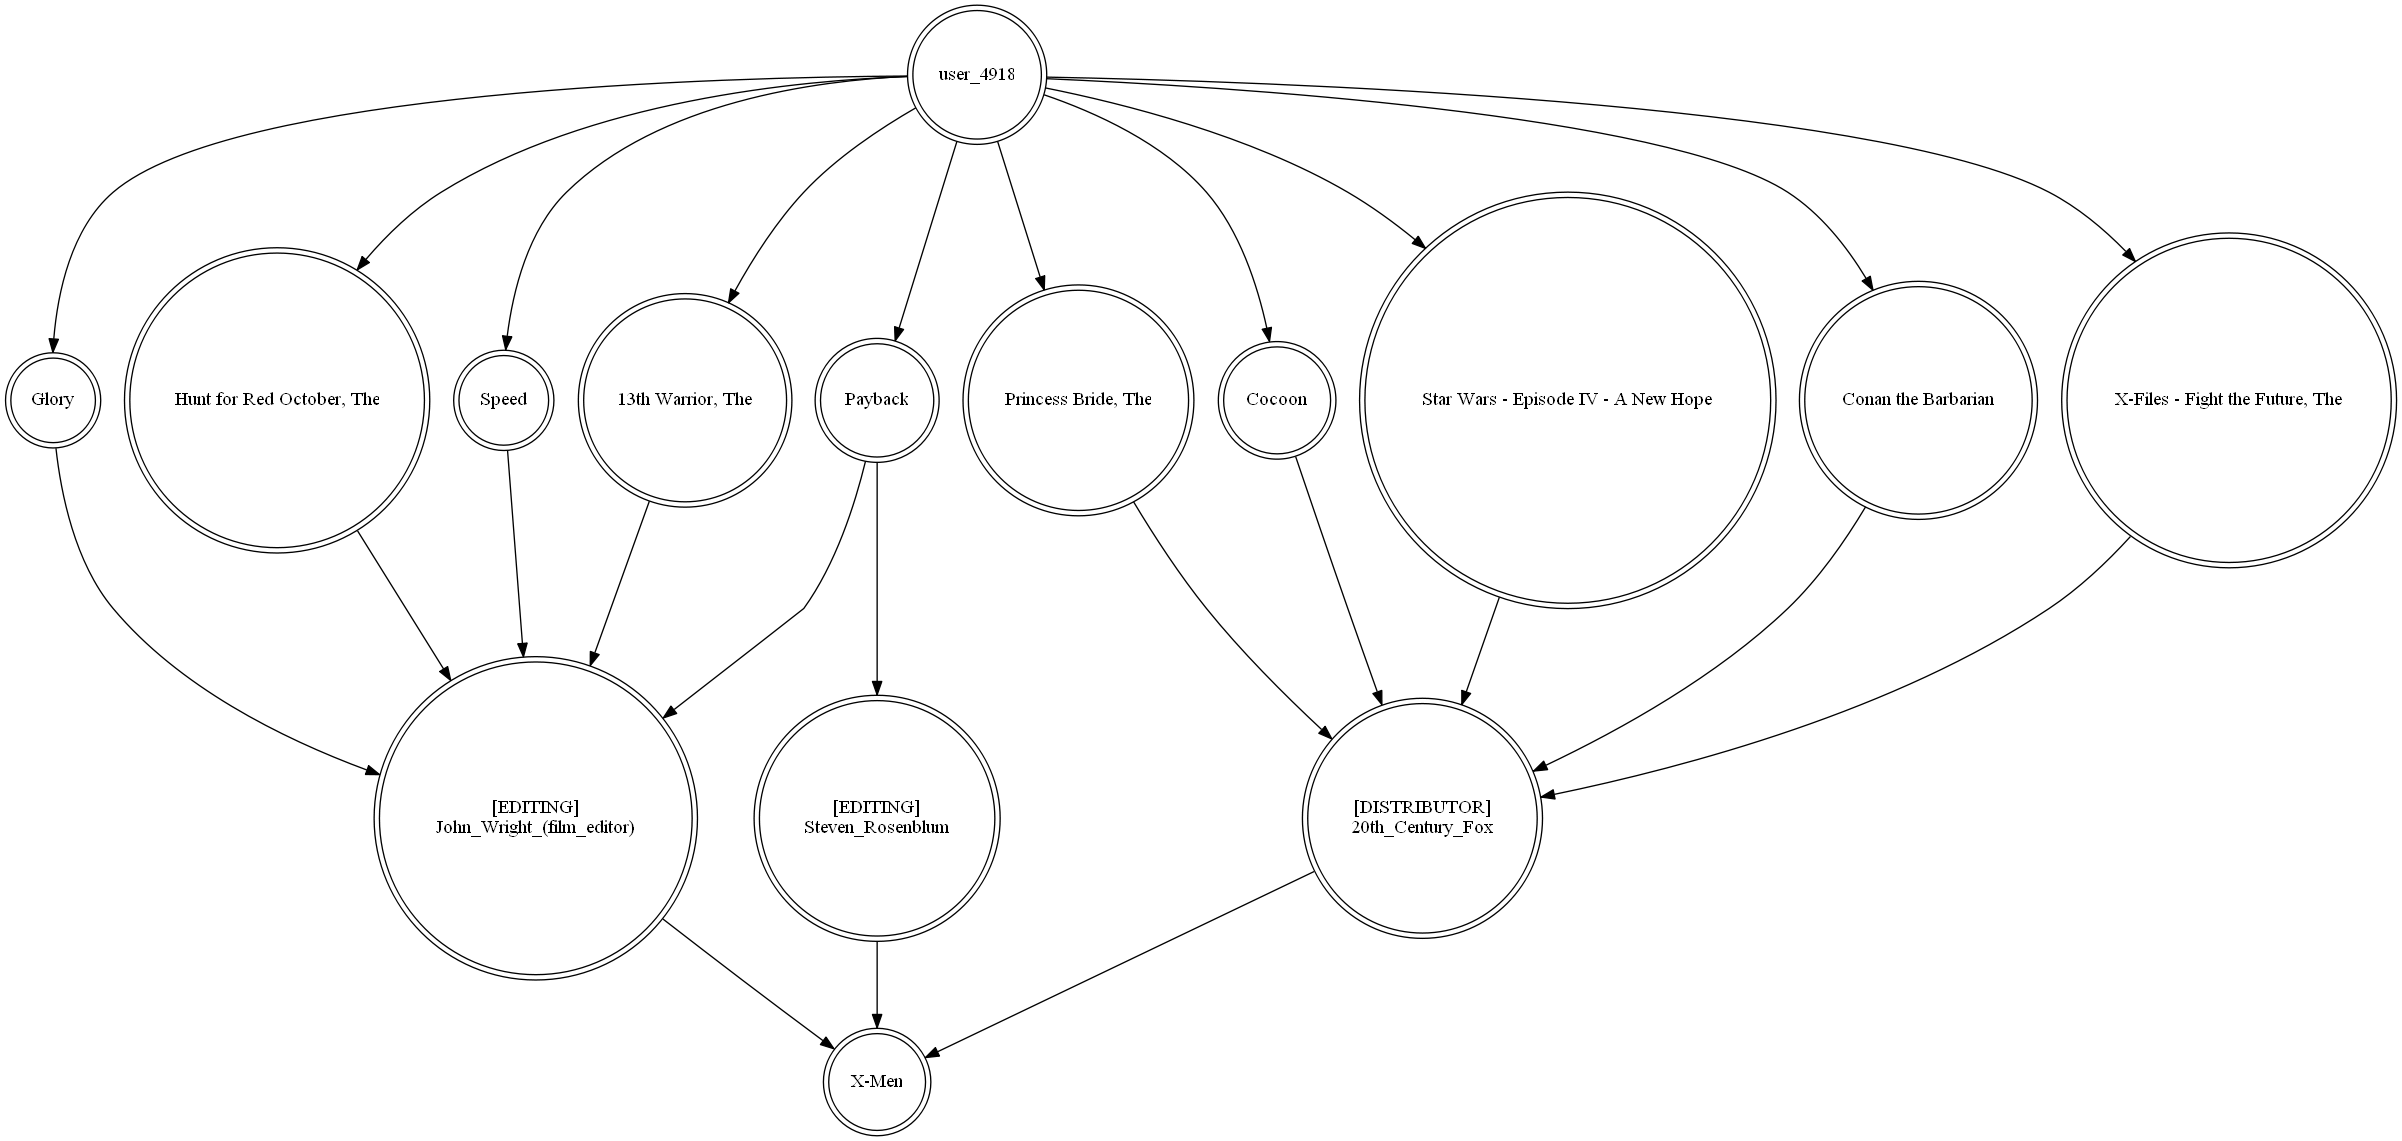 user_4918
Glory
Hunt for Red October, The
Speed
13th Warrior, The
Payback
Princess Bride, The
Cocoon
Star Wars - Episode IV - A New Hope
Conan the Barbarian
X-Files - Fight the Future, The
[EDITING]
John_Wright_(film_editor)
[EDITING]
Steven_Rosenblum
[DISTRIBUTOR]
20th_Century_Fox
X-Men